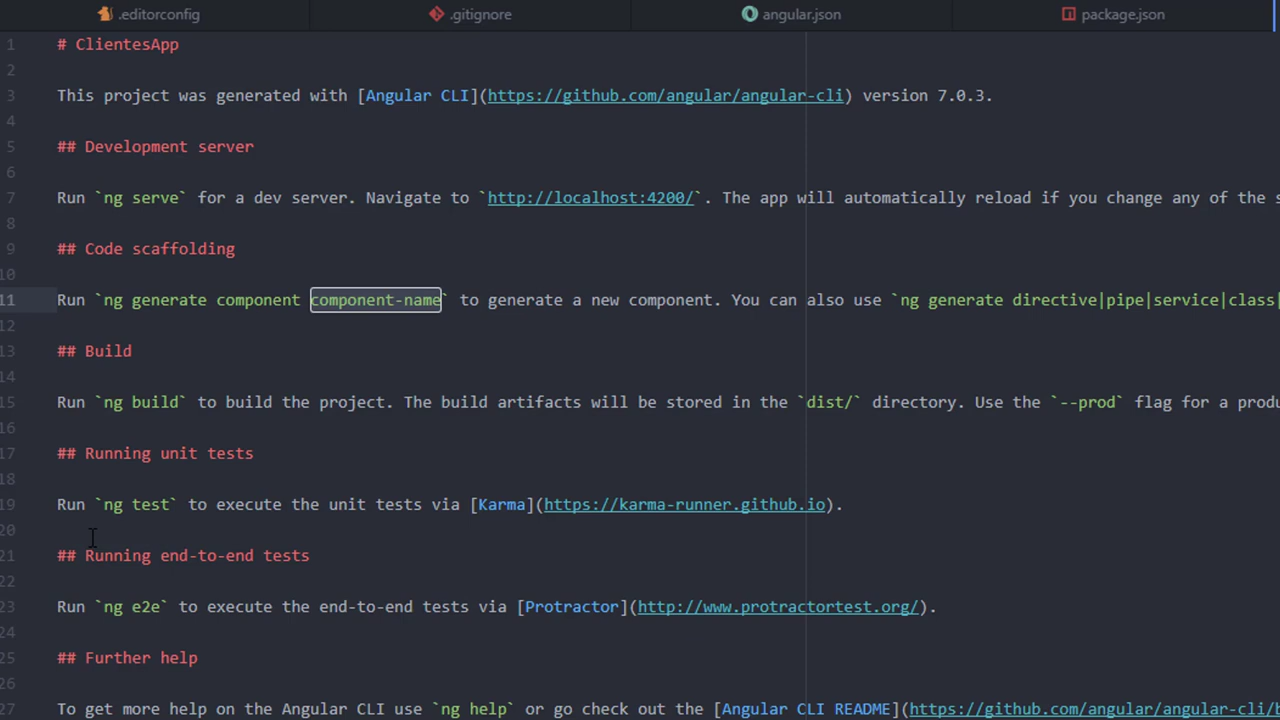 .editorconfig .gitignore angular.json package.json
1 # ClientesApp
2
3 This project was generated with [Angular CLI](https://github.com/angular/angular-cli) version 7.0.3.
4
5 ## Development server
6
7 Run `ng serve` for a dev server. Navigate to `http://localhost:4200/`. The app will automatically reload if you change any of the s
8
9 ## Code scaffolding
10
11 Run `ng generate component component-name` to generate a new component. You can also use `ng generate directive|pipe|service|class|
12
13 ## Build
14
15 Run `ng build` to build the project. The build artifacts will be stored in the `dist/` directory. Use the `--prod` flag for a produ
16
17 ## Running unit tests
18
19 Run `ng test` to execute the unit tests via [Karma](https://karma-runner.github.io).
20
21 ## Running end-to-end tests
22
23 Run `ng e2e` to execute the end-to-end tests via [Protractor](http://www.protractortest.org/).
24
25 ## Further help
26
27 To get more help on the Angular CLI use `ng help` or go check out the [Angular CLI README](https://github.com/angular/angular-cli/b